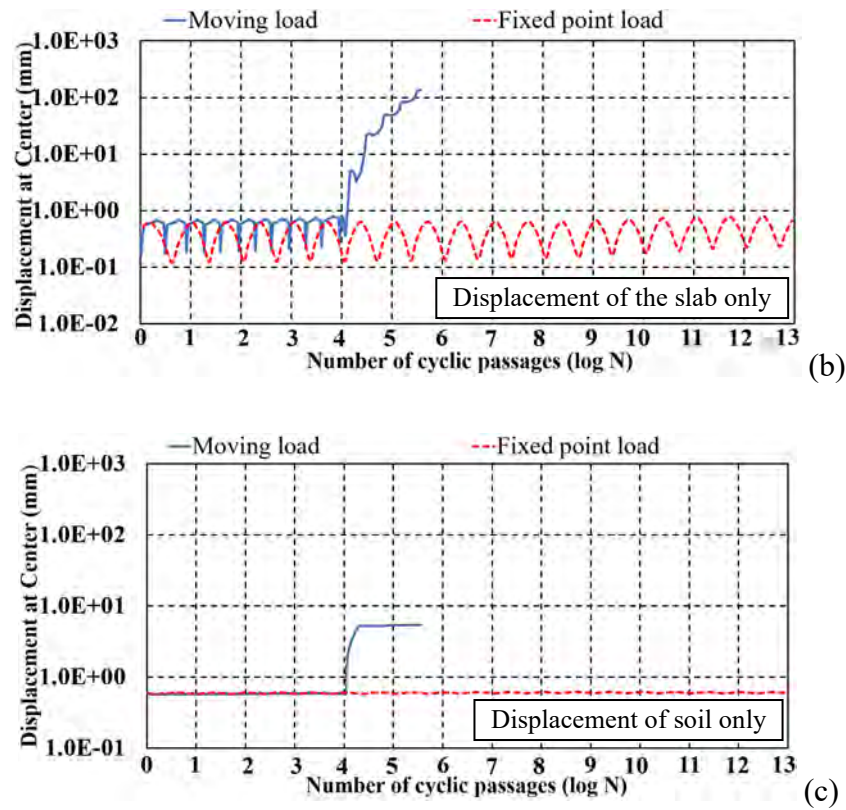 Moving load Fixed point load
1.0E+03
1.0E+02
1.0E+01
1.0E+00
1.0E-01
1.0E-02
Displacement at Center (mm)
Displacement of the slab only
0 1 2 3 4 5 6 7 8 9 10 11 12 13
Number of cyclic passages (log N)
(b)
Moving load Fixed point load
1.0E+03
1.0E+02
1.0E+01
1.0E+00
1.0E-01
Displacement at Center (mm)
Displacement of soil only
0 1 2 3 4 5 6 7 8 9 10 11 12 13
Number of cyclic passages (log N)
(c)